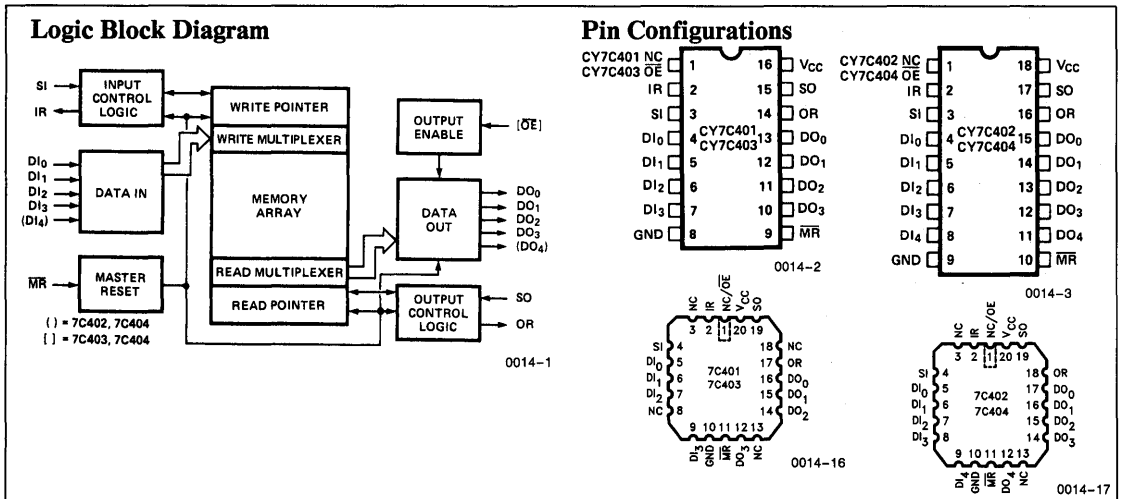 Logic Block Diagram
SI
IR
INPUT
CONTROL
LOGIC
DI0
DI1
DI2
DI3
(DI4)
DATA IN
MR
MASTER
RESET
( ) = 7C402, 7C404
[ ] = 7C403, 7C404
WRITE POINTER
WRITE MULTIPLEXER
MEMORY
ARRAY
READ MULTIPLEXER
READ POINTER
OUTPUT
ENABLE
[OE]
DATA
OUT
DO0
DO1
DO2
DO3
(DO4)
OUTPUT
CONTROL
LOGIC
SO
OR
0014-1
Pin Configurations
CY7C401 NC
CY7C403 OE 1 16 VCC
IR 2 15 SO
SI 3 14 OR
DI0 4 CY7C401 13 DO0
CY7C403
DI1 5 12 DO1
DI2 6 11 DO2
DI3 7 10 DO3
GND 8 9 MR
0014-2
CY7C402 NC
CY7C404 OE 1 18 VCC
IR 2 17 SO
SI 3 16 OR
DI0 4 CY7C402 15 DO0
CY7C404
DI1 5 14 DO1
DI2 6 13 DO2
DI3 7 12 DO3
DI4 8 11 DO4
GND 9 10 MR
0014-3
NC IR NC/OE VCC SO
3 2 1 20 19
SI 4 18 NC
DI0 5 17 OR
DI1 6 7C401 16 DO0
7C403
DI2 7 15 DO1
NC 8 14 DO2
9 10 11 12 13
DI3 GND MR DO3 NC
0014-16
NC IR NC/OE VCC SO
3 2 1 20 19
SI 4 18 OR
DI0 5 17 DO0
DI1 6 7C402 16 DO1
7C404
DI2 7 15 DO2
DI3 8 14 DO3
9 10 11 12 13
DI4 GND MR DO4 NC
0014-17